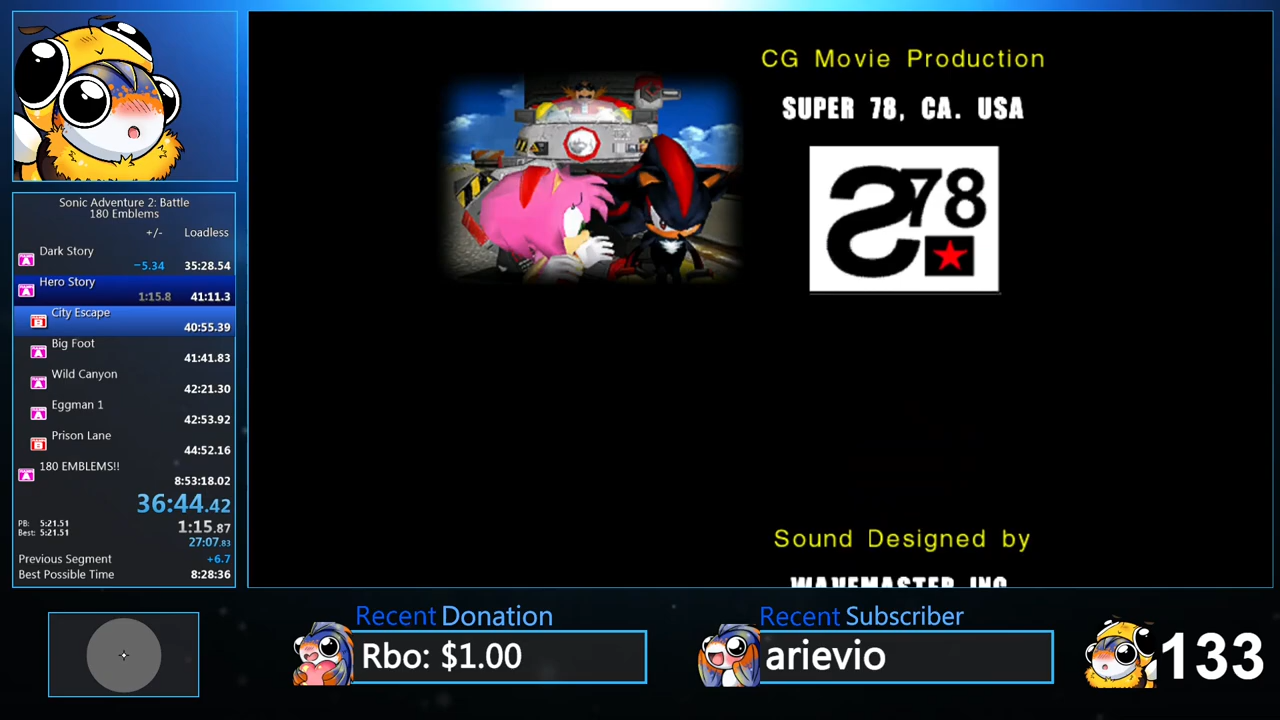 CG Movie Production
SUPER 78, CA. USA
S78
Sound Designed by
WAVEMASTER INC
Sonic Adventure 2: Battle
180 Emblems
+/- Loadless
Dark Story
−5.34 35:28.54
Hero Story
1:15.8 41:11.3
City Escape
40:55.39
Big Foot
41:41.83
Wild Canyon
42:21.30
Eggman 1
42:53.92
Prison Lane
44:52.16
180 EMBLEMS!!
8:53:18.02
36:44.42
PB: 5:21.51
Best: 5:21.51
1:15.87
27:07.83
Previous Segment +6.7
Best Possible Time 8:28:36
Recent Donation
Rbo: $1.00
Recent Subscriber
arievio
133